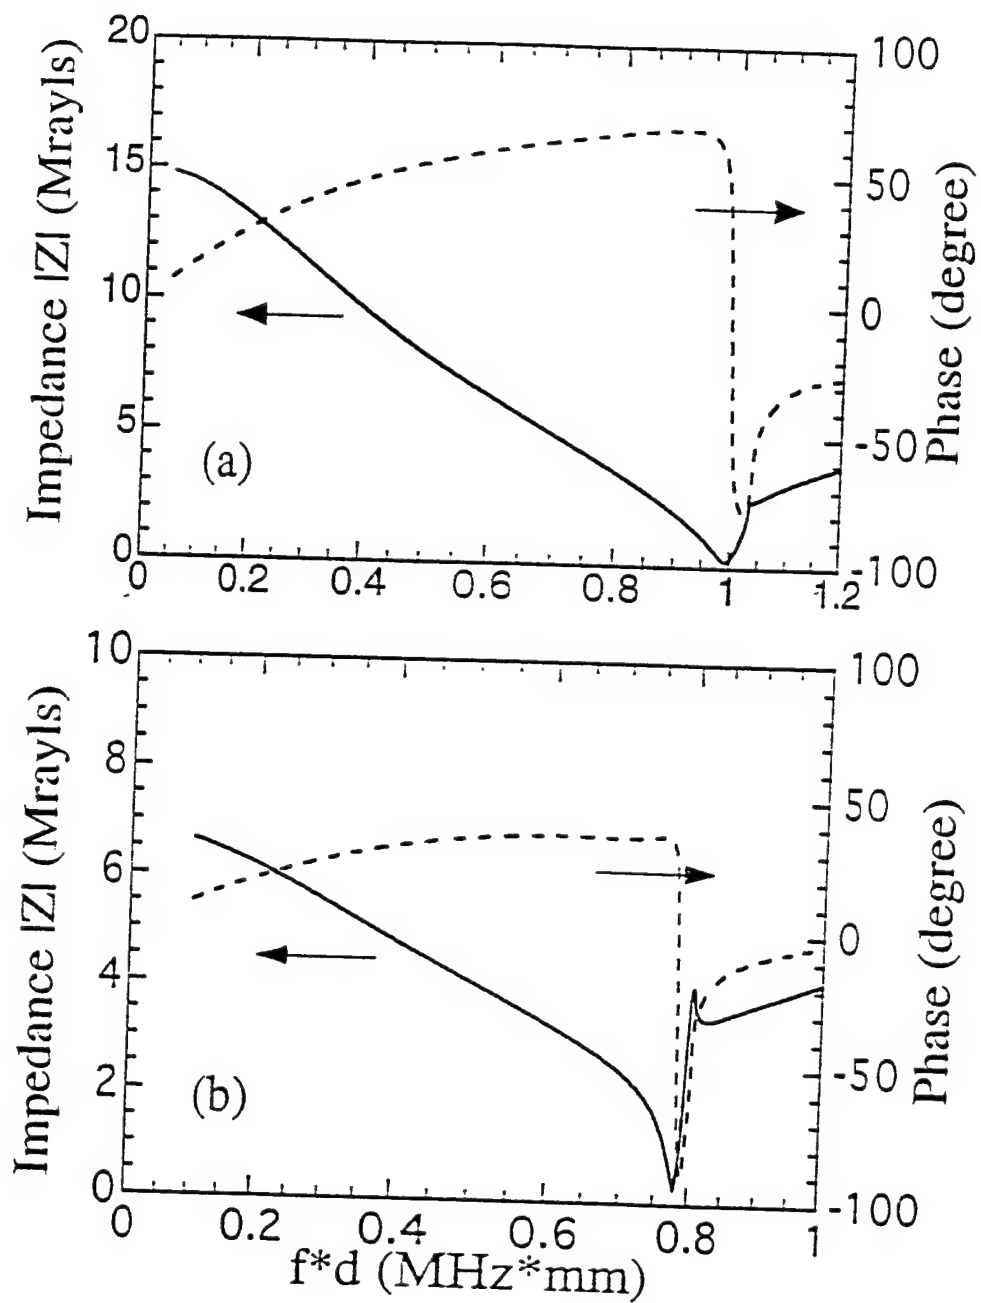 20
15
10
5
0
Impedance |Z| (Mrayls)
(a)
100
50
0
-50
-100
Phase (degree)
0 0.2 0.4 0.6 0.8 1 1.2
10
8
6
4
2
0
Impedance |Z| (Mrayls)
(b)
100
50
0
-50
-100
Phase (degree)
0 0.2 0.4 0.6 0.8 1
f*d (MHz*mm)